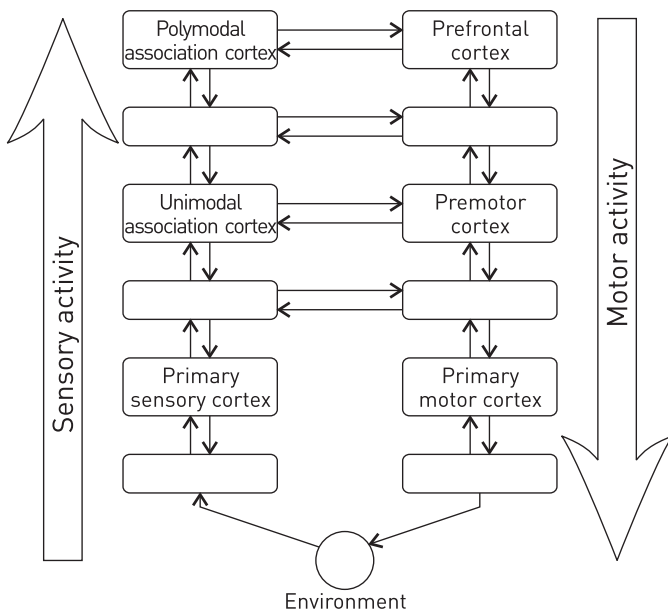 Polymodal
association cortex
Prefrontal
cortex
Unimodal
association cortex
Premotor
cortex
Primary
sensory cortex
Primary
motor cortex
Environment
Sensory activity
Motor activity